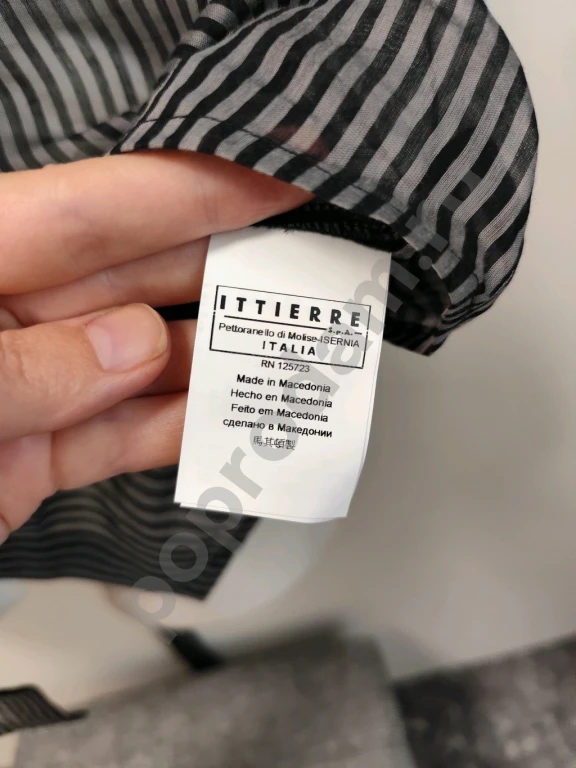 ITTIERRE
S.p.A.
Pettoranello di Molise-ISERNIA
ITALIA
RN 125723
Made in Macedonia
Hecho en Macedonia
Feito em Macedonia
сделано в Македонии
馬其頓製